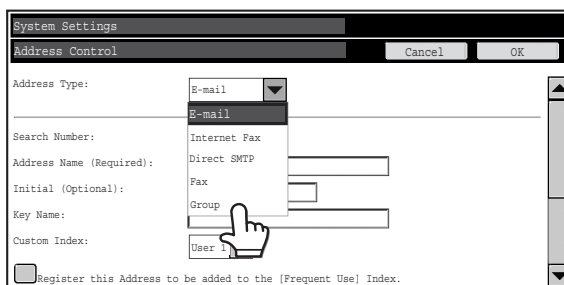 System Settings
Address Control
Cancel
OK
Address Type:
E-mail
E-mail
Search Number:
Internet Fax
Address Name (Required):
Direct SMTP
Initial (Optional):
Fax
Group
Key Name:
Custom Index:
User 1
Register this Address to be added to the [Frequent Use] Index.